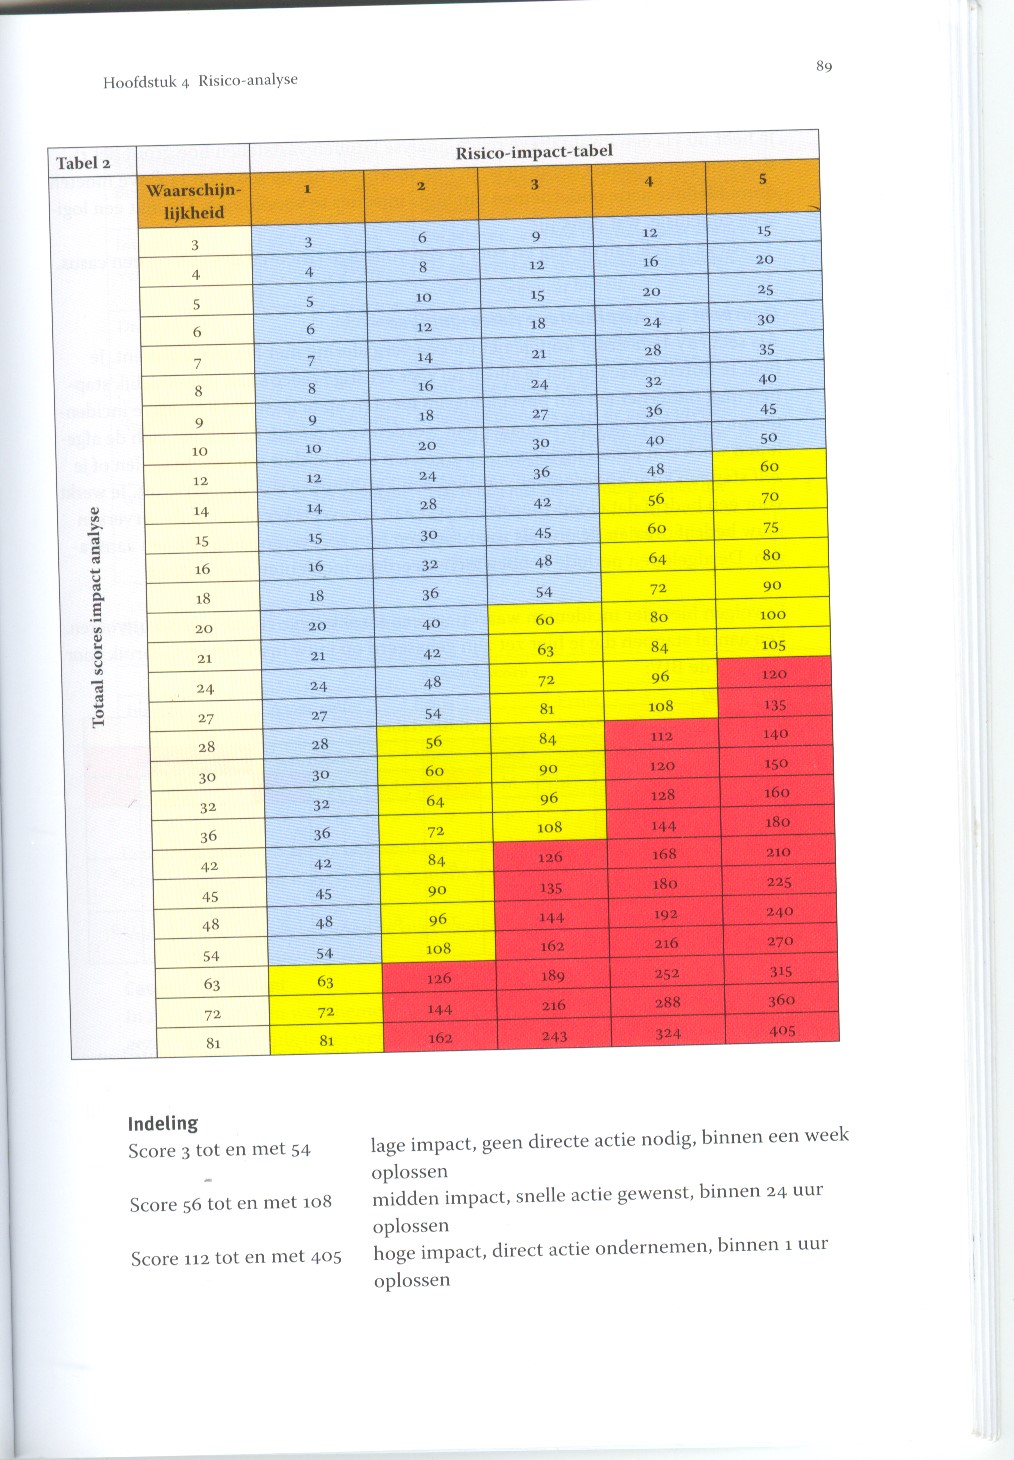 89
Hoofdstuk 4 Risico-analyse
Tabel 2 Risico-impact-tabel
Waarschijn-
lijkheid 1 2 3 4 5
Totaal scores impact analyse
3 3 6 9 12 15
4 4 8 12 16 20
5 5 10 15 20 25
6 6 12 18 24 30
7 7 14 21 28 35
8 8 16 24 32 40
9 9 18 27 36 45
10 10 20 30 40 50
12 12 24 36 48 60
14 14 28 42 56 70
15 15 30 45 60 75
16 16 32 48 64 80
18 18 36 54 72 90
20 20 40 60 80 100
21 21 42 63 84 105
24 24 48 72 96 120
27 27 54 81 108 135
28 28 56 84 112 140
30 30 60 90 120 150
32 32 64 96 128 160
36 36 72 108 144 180
42 42 84 126 168 210
45 45 90 135 180 225
48 48 96 144 192 240
54 54 108 162 216 270
63 63 126 189 252 315
72 72 144 216 288 360
81 81 162 243 324 405
Indeling
Score 3 tot en met 54 lage impact, geen directe actie nodig, binnen een week
oplossen
Score 56 tot en met 108 midden impact, snelle actie gewenst, binnen 24 uur
oplossen
Score 112 tot en met 405 hoge impact, direct actie ondernemen, binnen 1 uur
oplossen